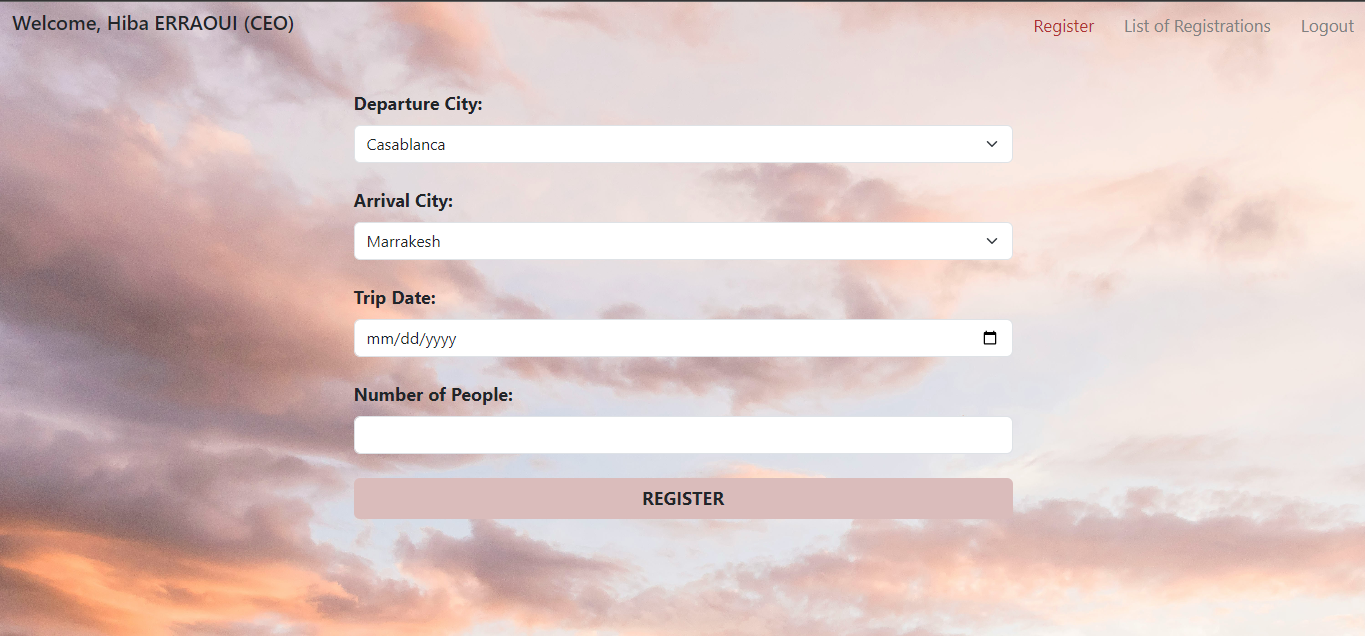 Welcome, Hiba ERRAOUI (CEO)
Register
List of Registrations
Logout
Departure City:
Casablanca
Arrival City:
Marrakesh
Trip Date:
mm/dd/yyyy
Number of People:
REGISTER